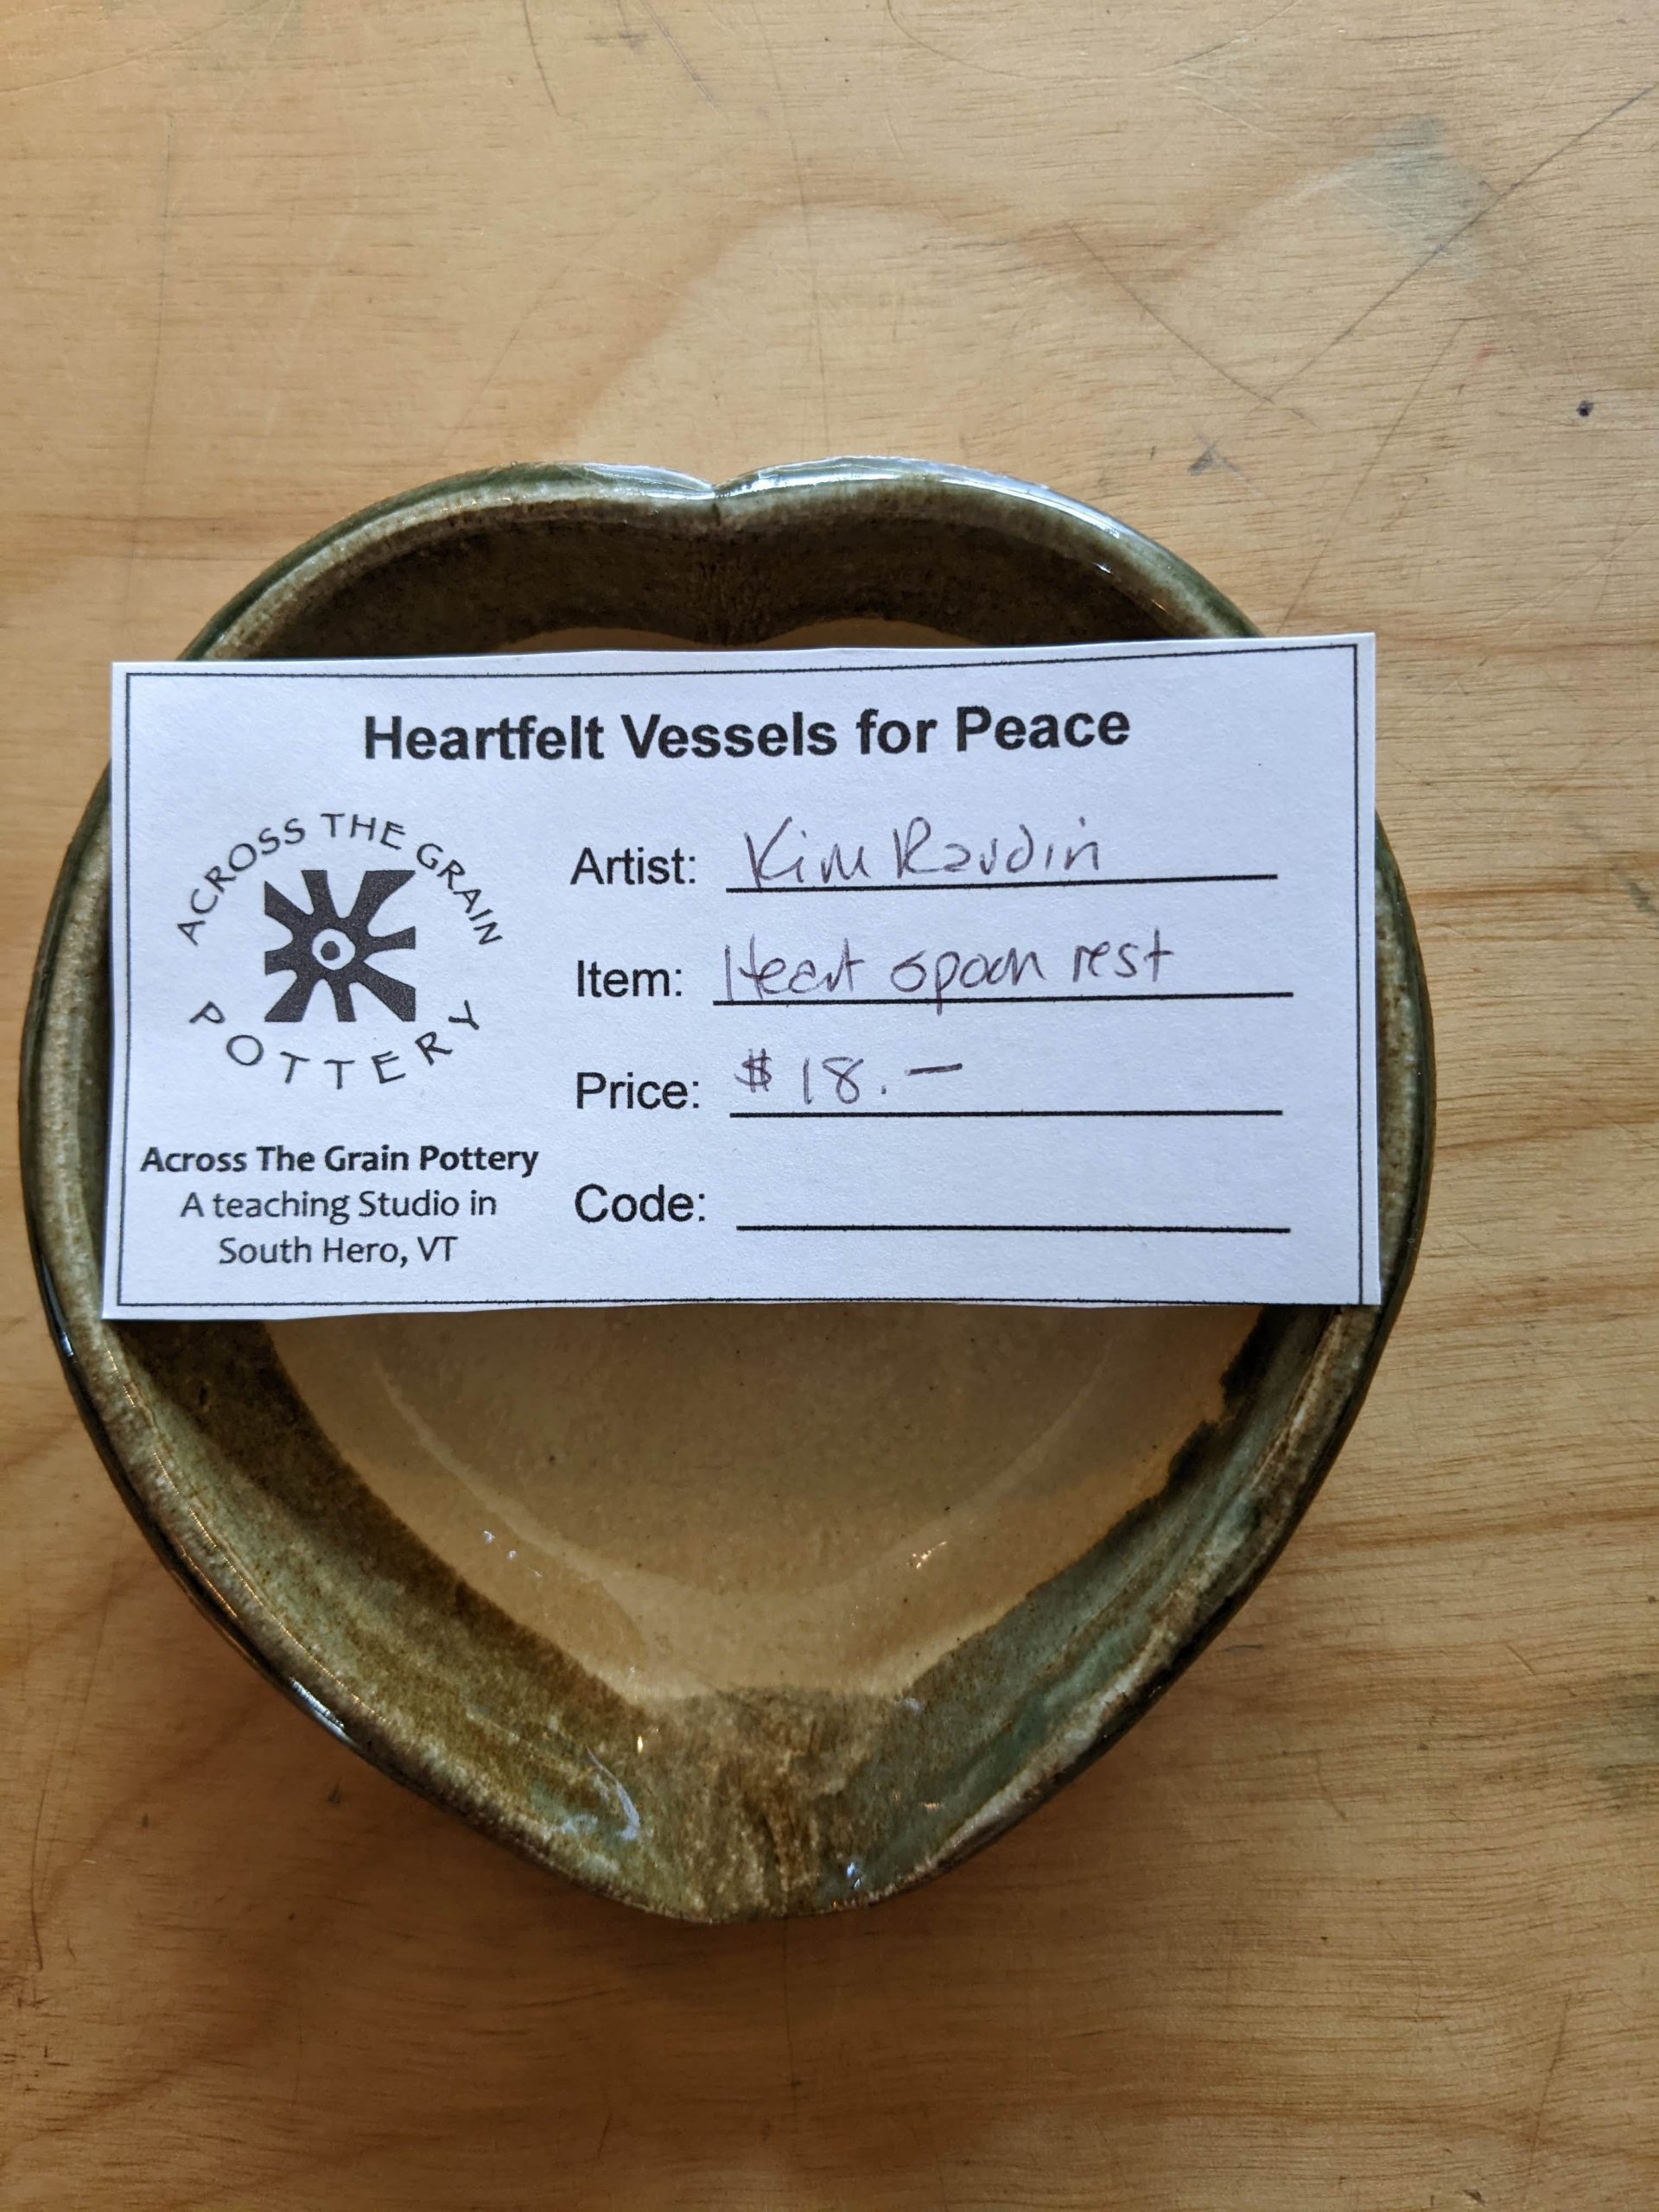 Heartfelt Vessels for Peace
ACROSS THE GRAIN
POTTERY
Across The Grain Pottery
A teaching Studio in
South Hero, VT
Artist: Kim
Item: Heart spoon rest
Price: $ 18.—
Code: